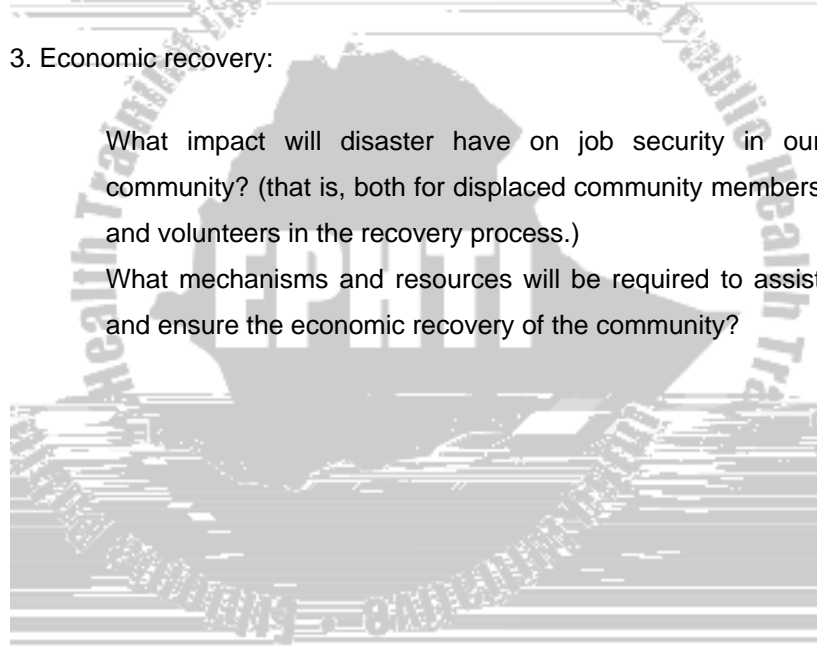 3. Economic recovery:
What impact will disaster have on job security in our
community? (that is, both for displaced community members
and volunteers in the recovery process.)
What mechanisms and resources will be required to assist
and ensure the economic recovery of the community?
EPHTI